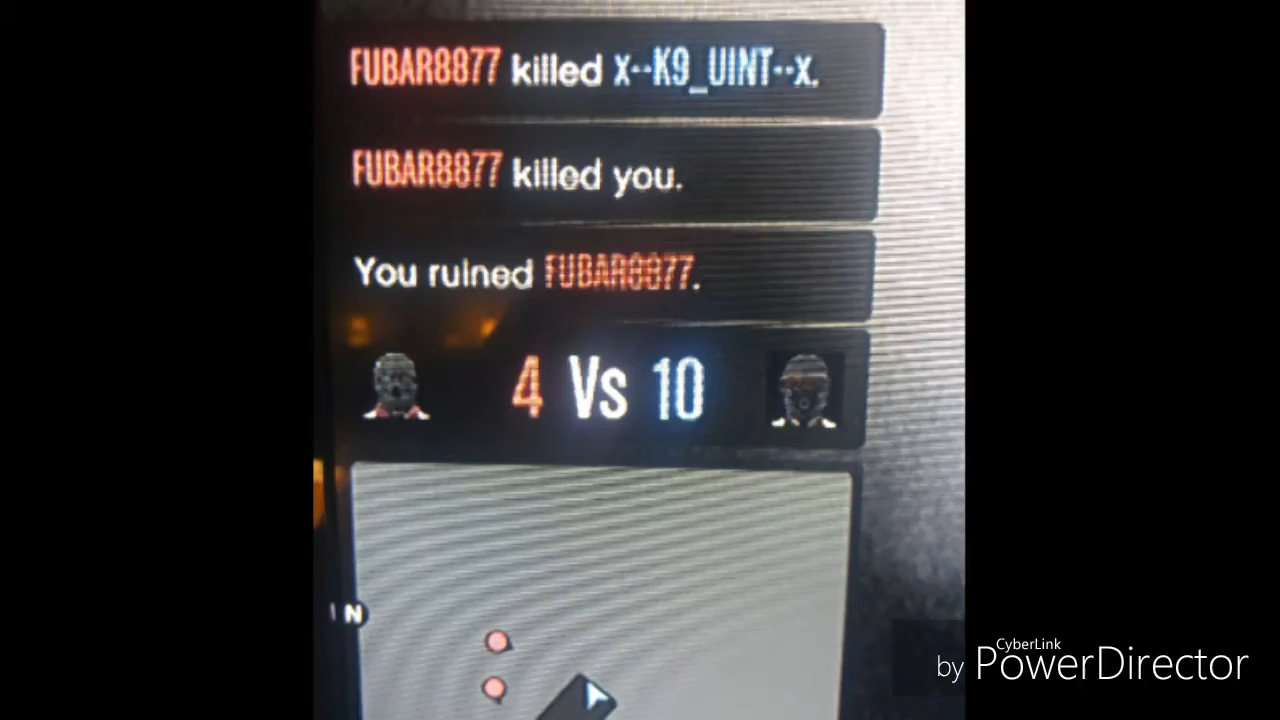 FUBAR8877 killed x--K9_UINT--x.
FUBAR8877 killed you.
You ruined FUBAR8877.
4 Vs 10
N
CyberLink
by PowerDirector